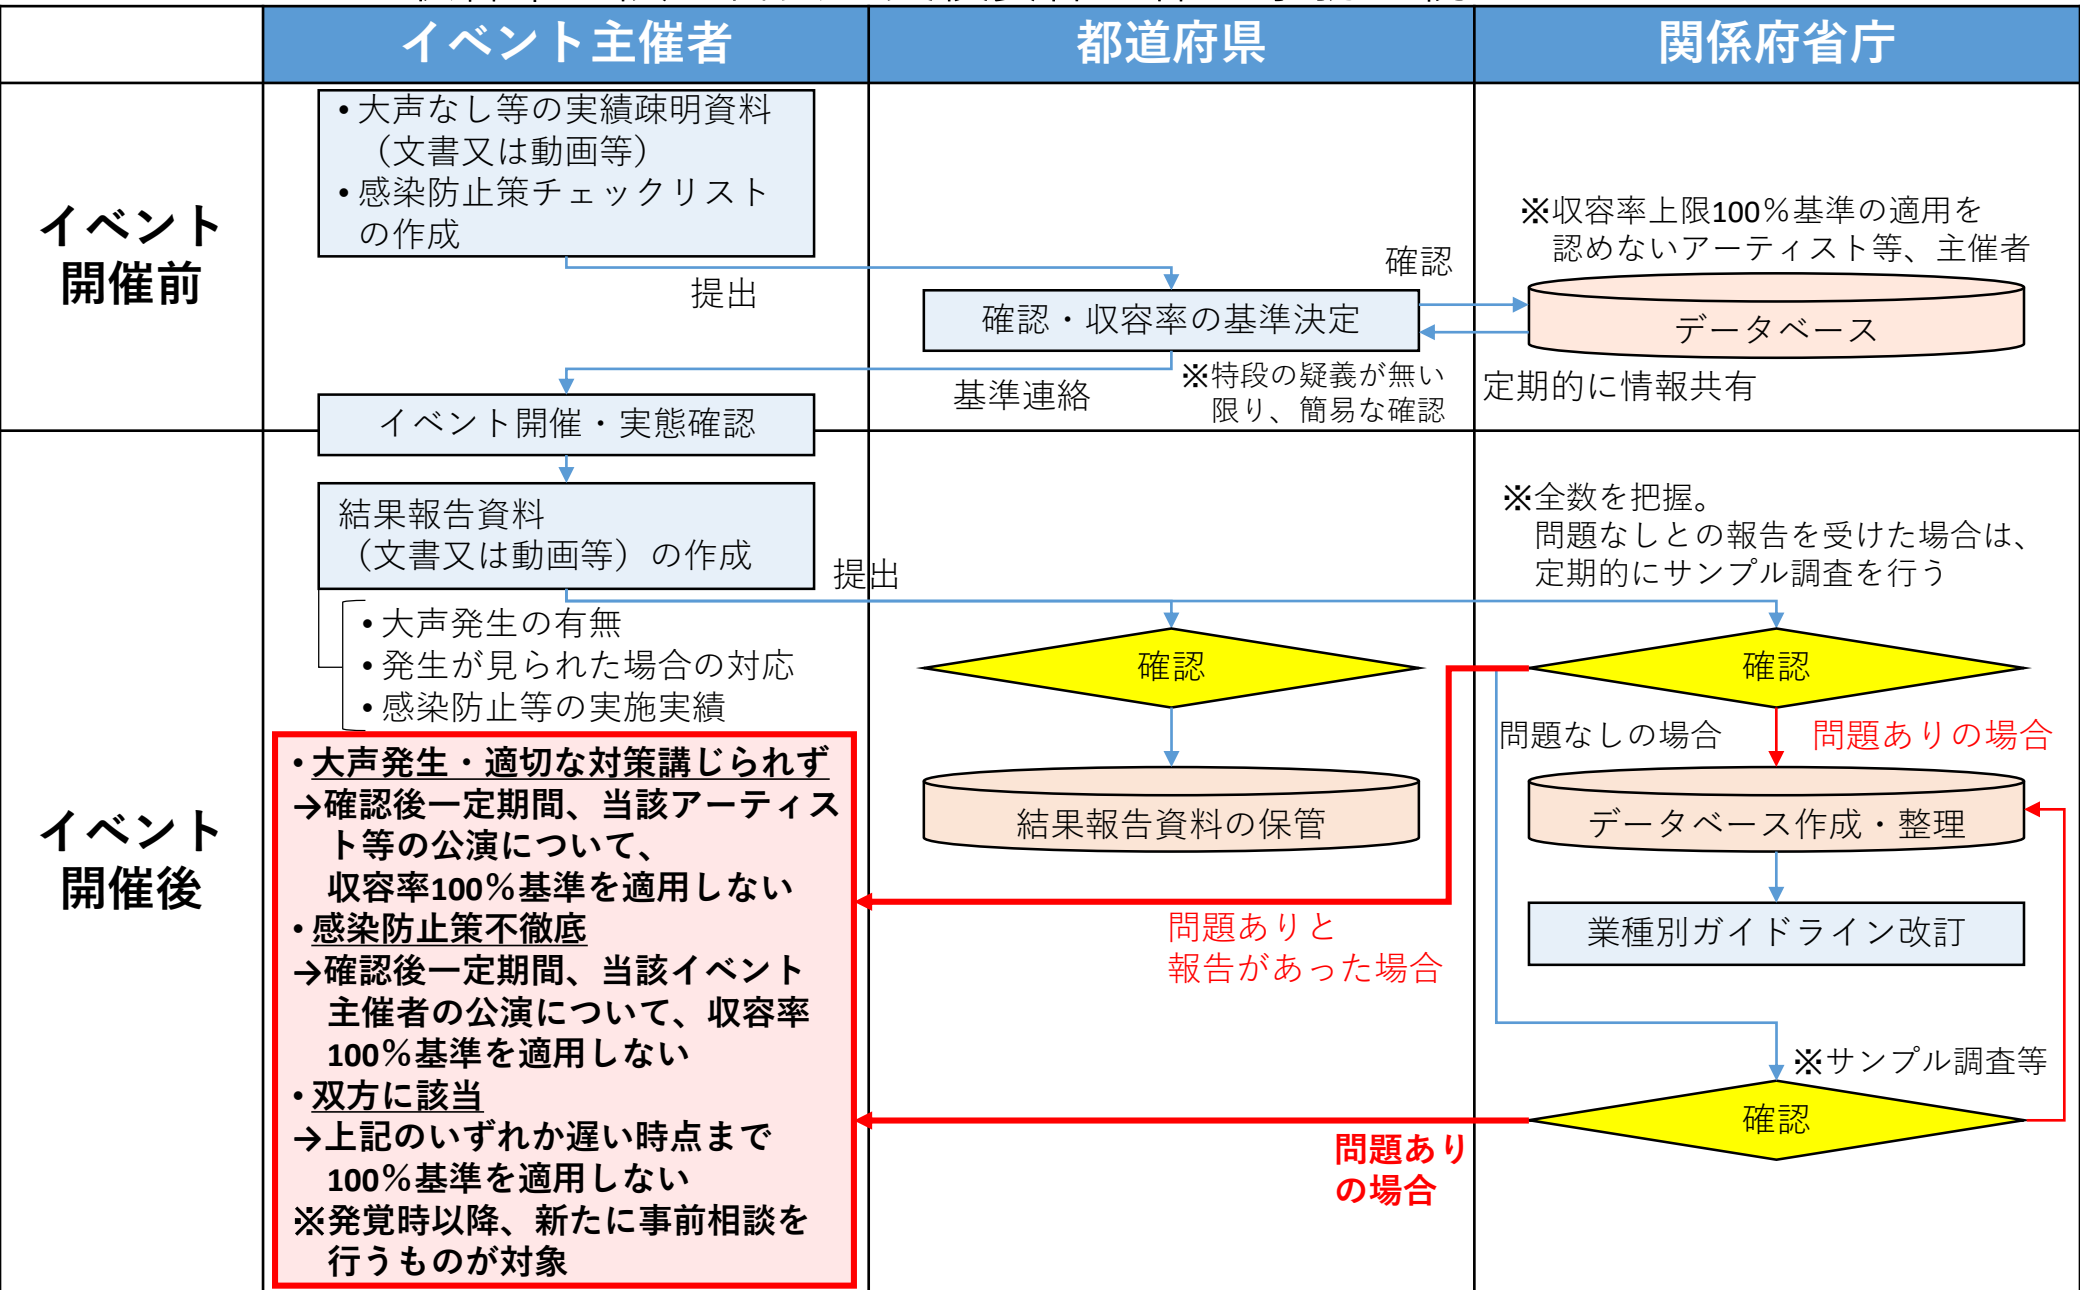 イベント主催者
都道府県
関係府省庁
イベント
開催前
• 大声なし等の実績疎明資料
（文書又は動画等）
• 感染防止策チェックリスト
の作成
提出
確認・収容率の基準決定
確認
※収容率上限100％基準の適用を
認めないアーティスト等、主催者
データベース
定期的に情報共有
基準連絡
※特段の疑義が無い
限り、簡易な確認
イベント開催・実態確認
イベント
開催後
結果報告資料
（文書又は動画等）の作成
提出
• 大声発生の有無
• 発生が見られた場合の対応
• 感染防止等の実施実績
※全数を把握。
問題なしとの報告を受けた場合は、
定期的にサンプル調査を行う
確認
確認
問題なしの場合
問題ありの場合
結果報告資料の保管
データベース作成・整理
業種別ガイドライン改訂
問題ありと
報告があった場合
※サンプル調査等
確認
問題あり
の場合
• 大声発生・適切な対策講じられず
→確認後一定期間、当該アーティス
ト等の公演について、
収容率100％基準を適用しない
• 感染防止策不徹底
→確認後一定期間、当該イベント
主催者の公演について、収容率
100％基準を適用しない
• 双方に該当
→上記のいずれか遅い時点まで
100％基準を適用しない
※発覚時以降、新たに事前相談を
行うものが対象